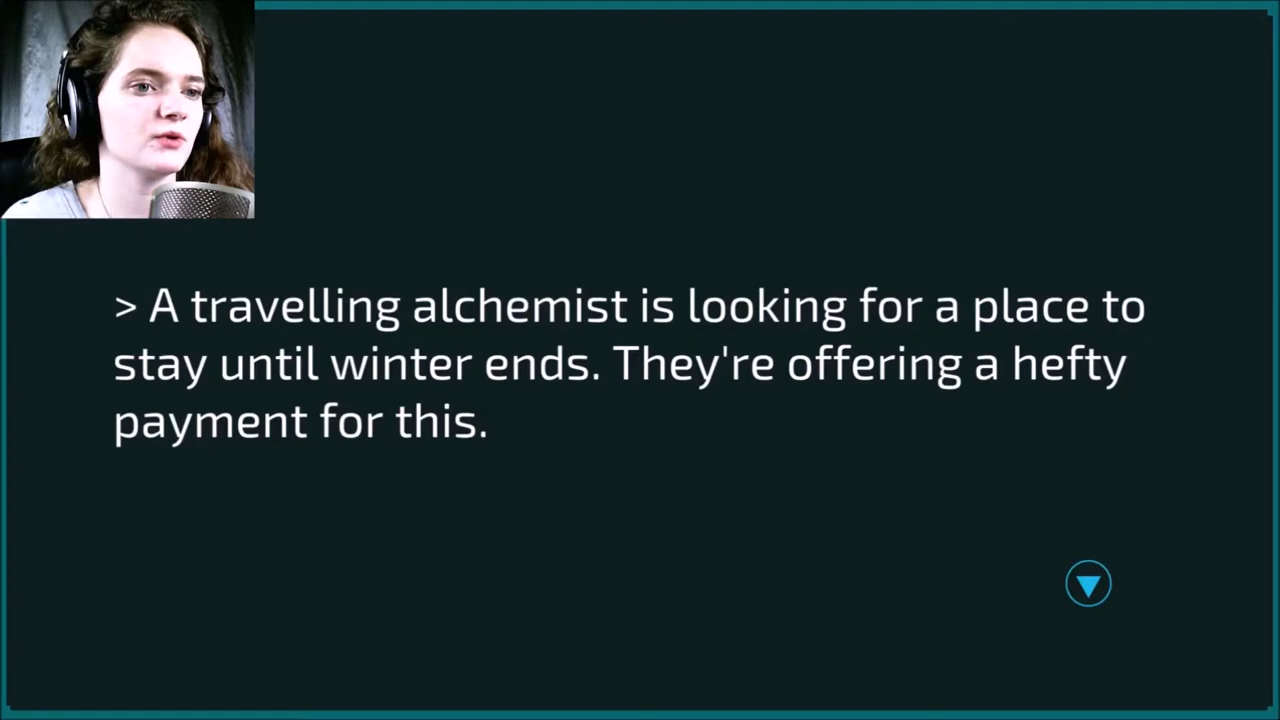 > A travelling alchemist is looking for a place to
stay until winter ends. They're offering a hefty
payment for this.